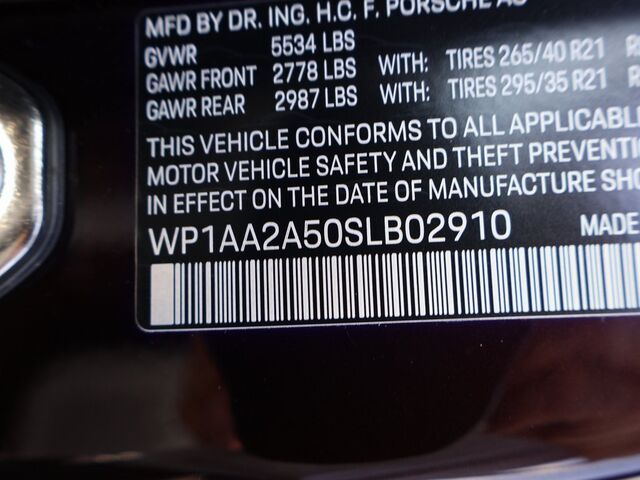 MFD BY DR. ING. H.C. F. PORSCHE AG
GVWR 5534 LBS
GAWR FRONT 2778 LBS WITH: TIRES 265/40 R21
GAWR REAR 2987 LBS WITH: TIRES 295/35 R21
THIS VEHICLE CONFORMS TO ALL APPLICABL
MOTOR VEHICLE SAFETY AND THEFT PREVENTI
IN EFFECT ON THE DATE OF MANUFACTURE SHO
WP1AA2A50SLB02910 MADE